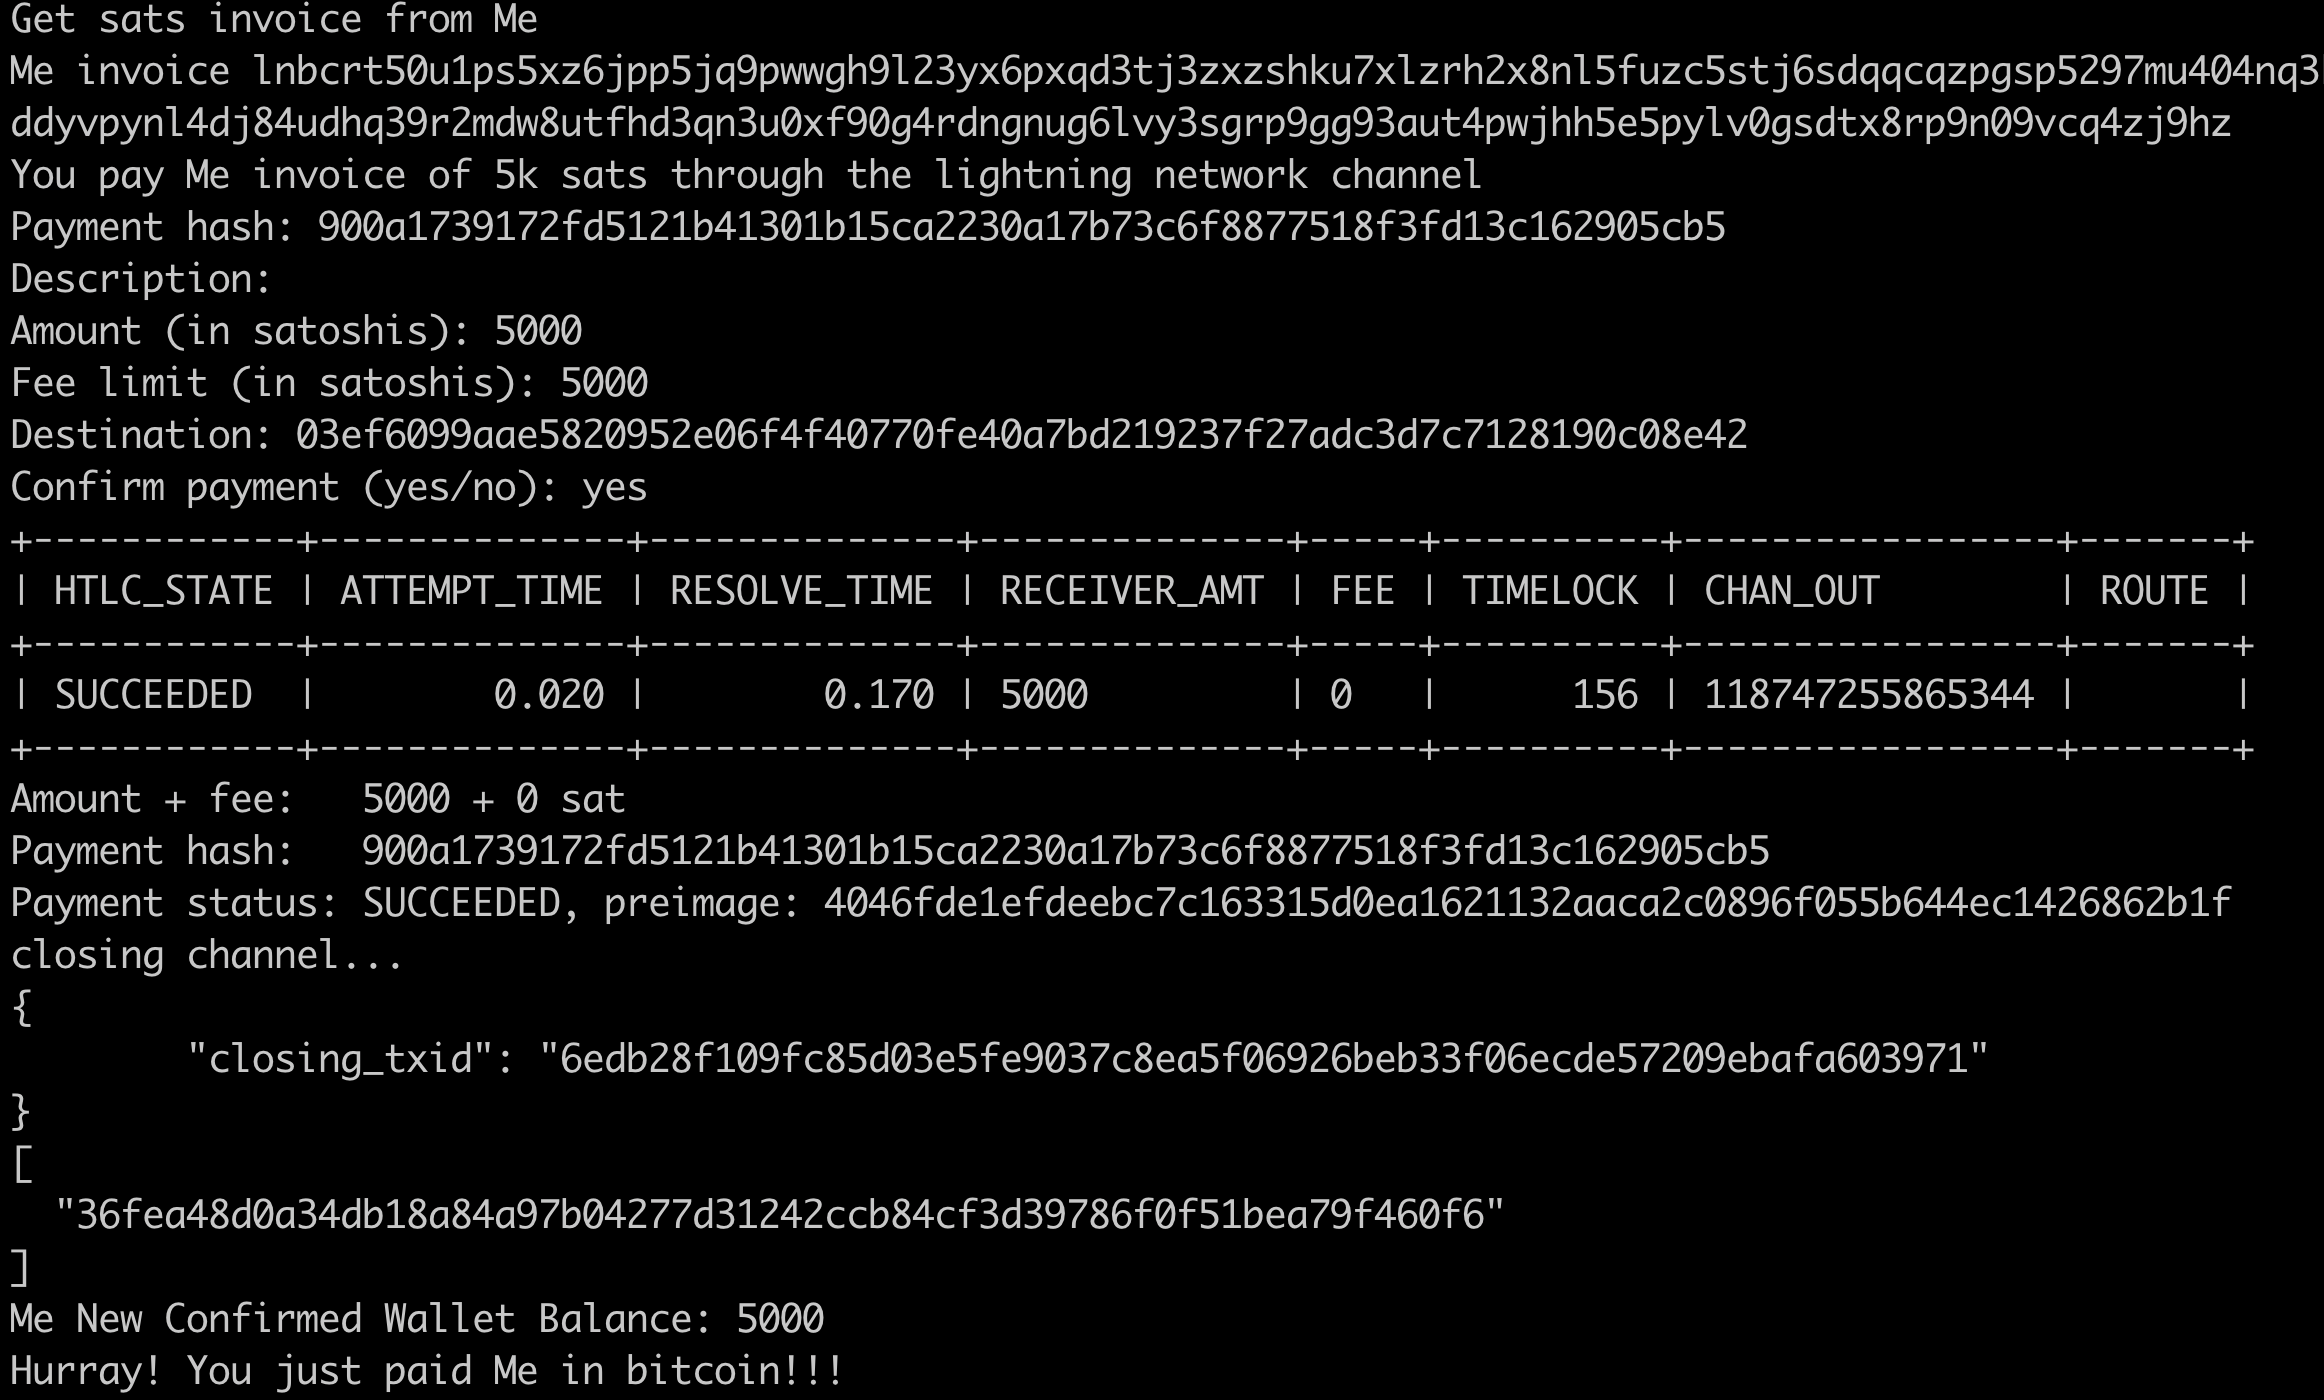 Get sats invoice from Me
Me invoice lnbcrt50u1ps5xz6jpp5jq9pwwgh9l23yx6pxqd3tj3zxzshku7xlzrh2x8nl5fuzc5stj6sdqqcqzpgsp5297mu404nq3
ddyvpynl4dj84udhq39r2mdw8utfhd3qn3u0xf90g4rdngnug6lvy3sgrp9gg93aut4pwjhh5e5pylv0gsdtx8rp9n09vcq4zj9hz
You pay Me invoice of 5k sats through the lightning network channel
Payment hash: 900a1739172fd5121b41301b15ca2230a17b73c6f8877518f3fd13c162905cb5
Description:
Amount (in satoshis): 5000
Fee limit (in satoshis): 5000
Destination: 03ef6099aae5820952e06f4f40770fe40a7bd219237f27adc3d7c7128190c08e42
Confirm payment (yes/no): yes
+------------+--------------+--------------+--------------+-----+----------+-----------------+-------+
| HTLC_STATE | ATTEMPT_TIME | RESOLVE_TIME | RECEIVER_AMT | FEE | TIMELOCK | CHAN_OUT        | ROUTE |
+------------+--------------+--------------+--------------+-----+----------+-----------------+-------+
| SUCCEEDED  |        0.020 |        0.170 | 5000         | 0   |      156 | 118747255865344 |       |
+------------+--------------+--------------+--------------+-----+----------+-----------------+-------+
Amount + fee:   5000 + 0 sat
Payment hash:   900a1739172fd5121b41301b15ca2230a17b73c6f8877518f3fd13c162905cb5
Payment status: SUCCEEDED, preimage: 4046fde1efdeebc7c163315d0ea1621132aaca2c0896f055b644ec1426862b1f
closing channel...
{
        "closing_txid": "6edb28f109fc85d03e5fe9037c8ea5f06926beb33f06ecde57209ebafa603971"
}
[
  "36fea48d0a34db18a84a97b04277d31242ccb84cf3d39786f0f51bea79f460f6"
]
Me New Confirmed Wallet Balance: 5000
Hurray! You just paid Me in bitcoin!!!